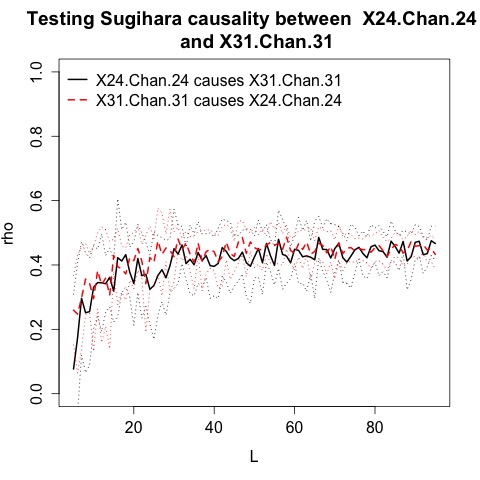 Testing Sugihara causality between X24.Chan.24
and X31.Chan.31
X24.Chan.24 causes X31.Chan.31
X31.Chan.31 causes X24.Chan.24
rho
1.0
0.8
0.6
0.4
0.2
0.0
20 40 60 80
L